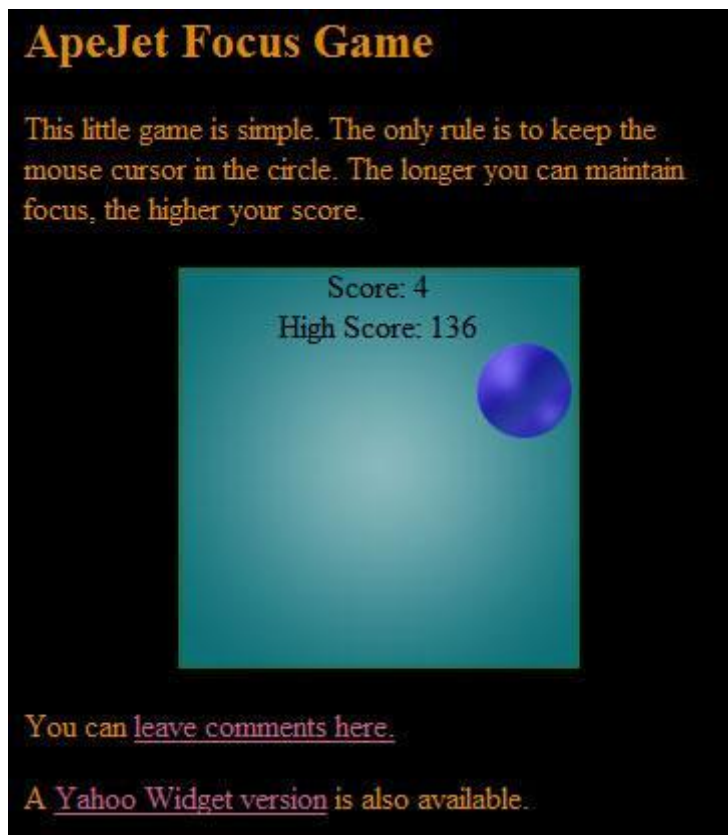 ApeJet Focus Game
This little game is simple. The only rule is to keep the
mouse cursor in the circle. The longer you can maintain
focus, the higher your score.
Score: 4
High Score: 136
You can leave comments here.
A Yahoo Widget version is also available.